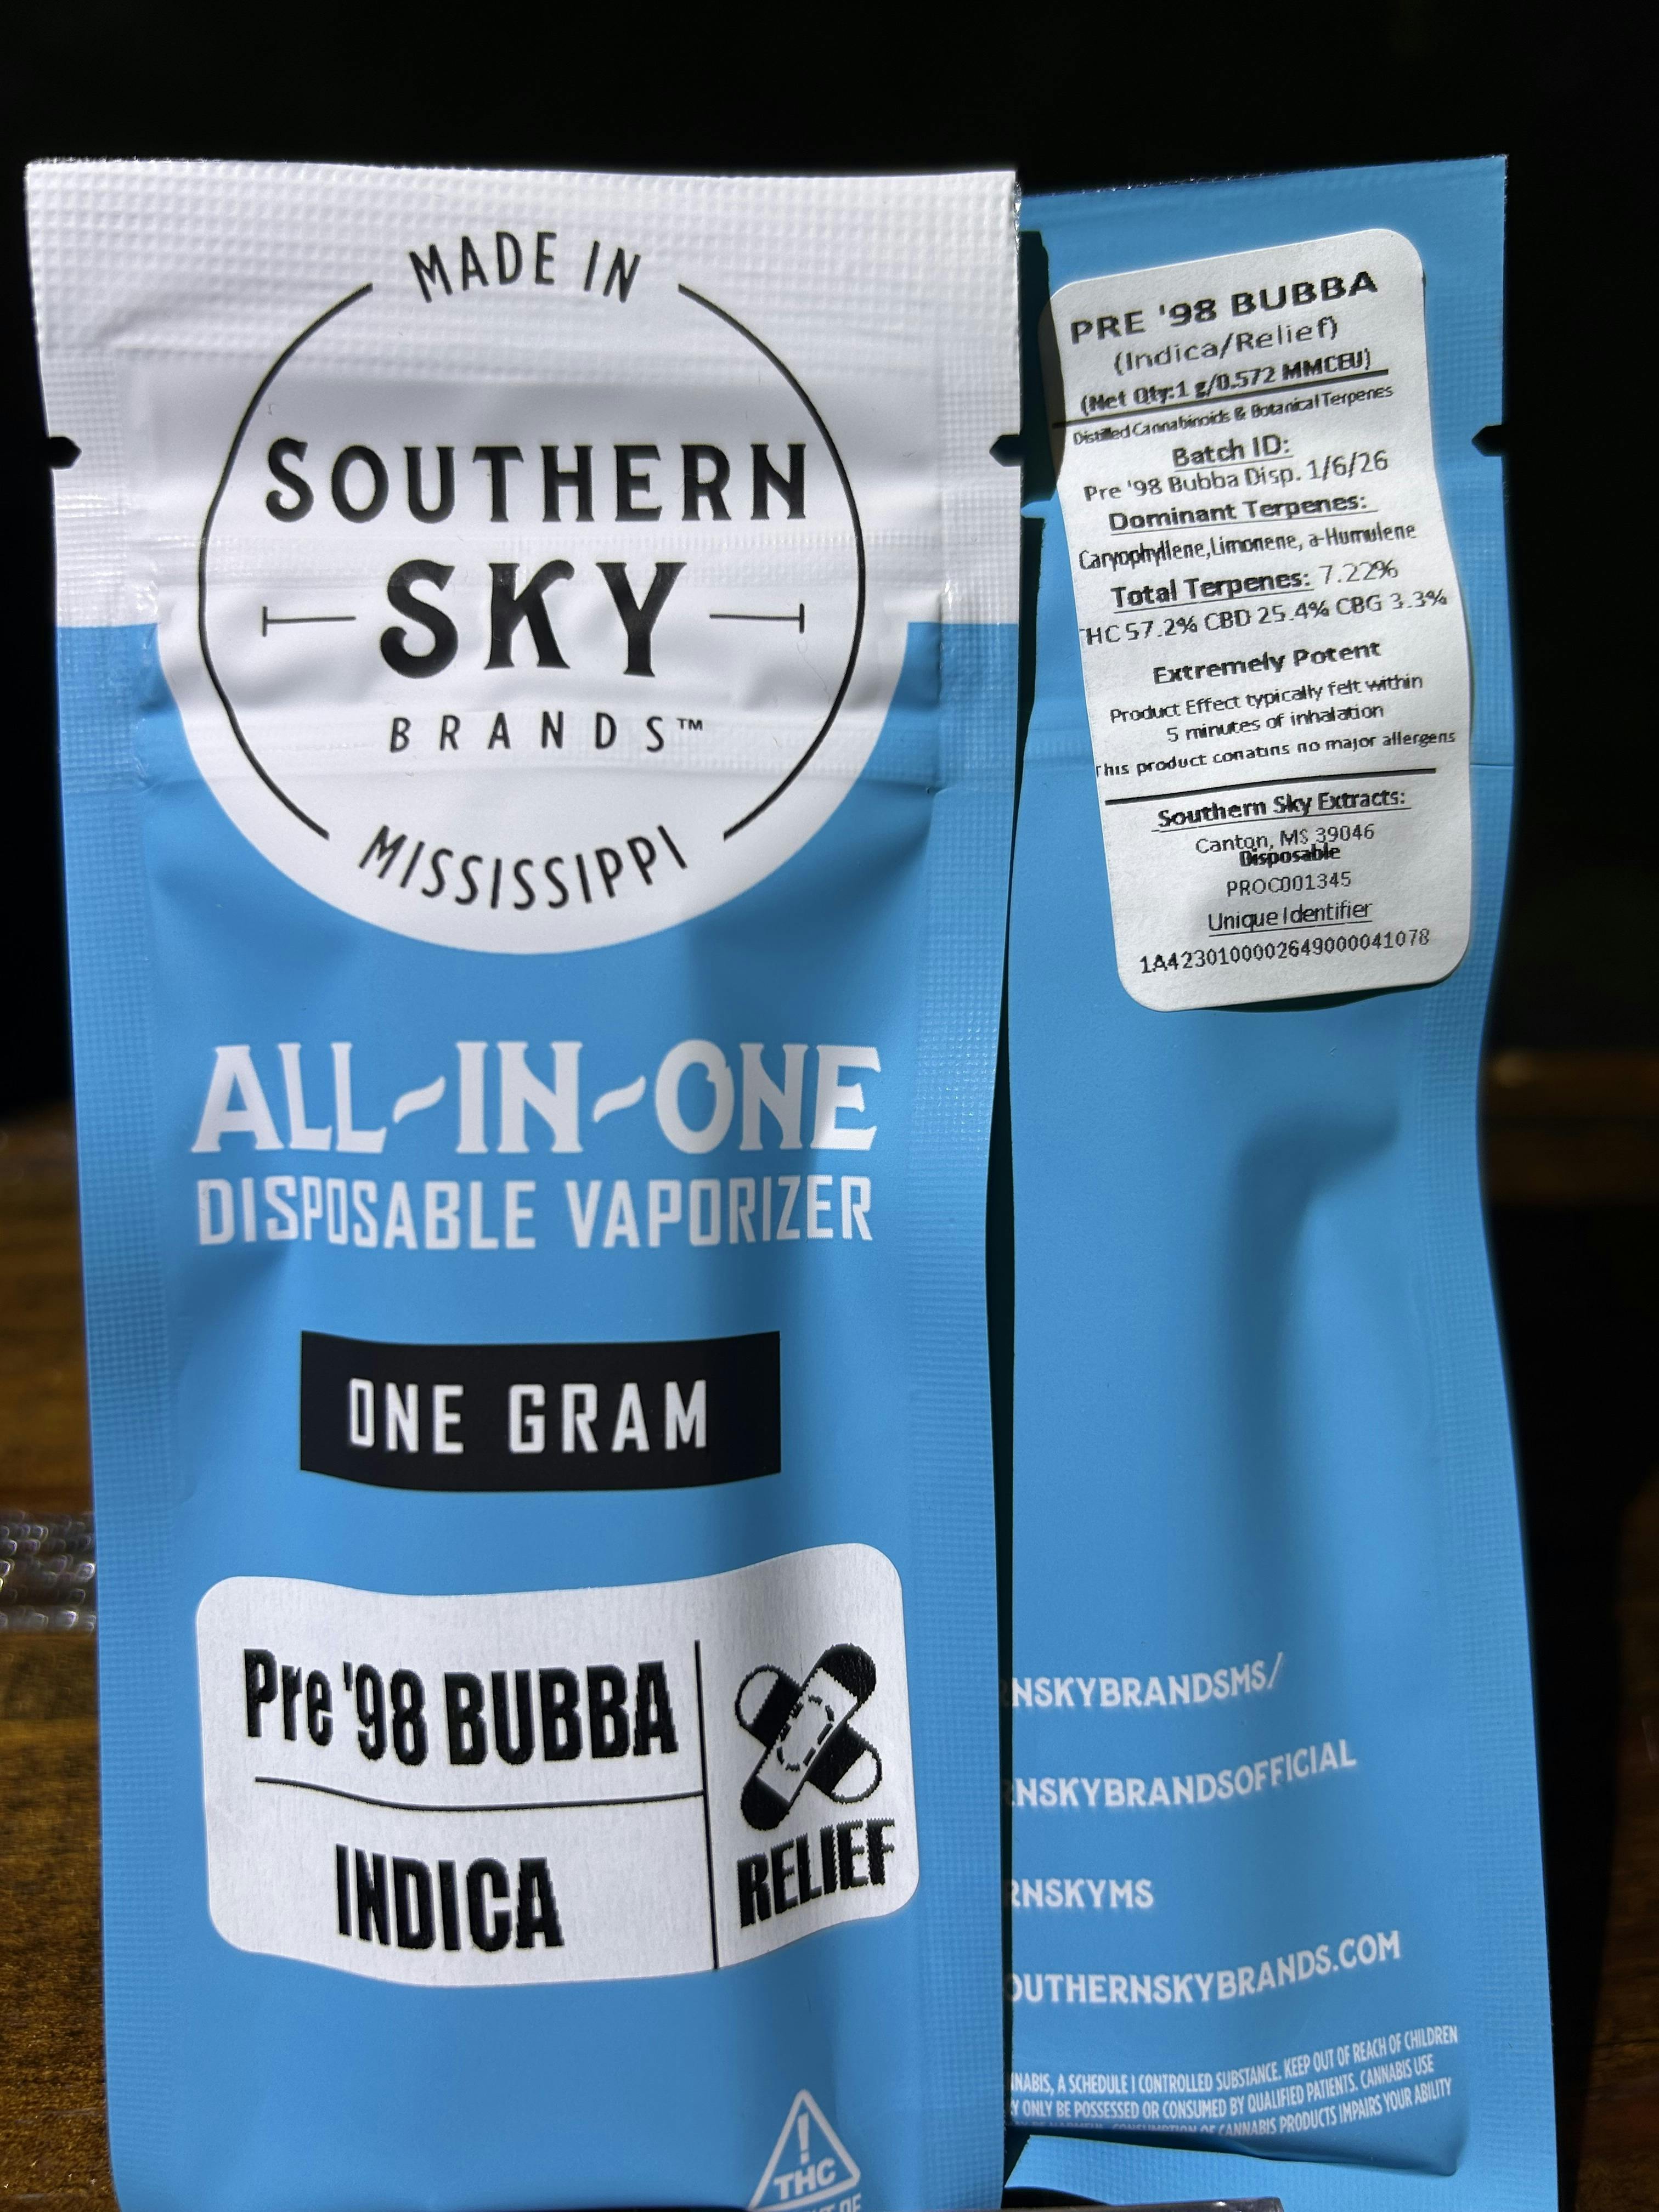 MADE IN
SOUTHERN
SKY
BRANDS™
MISSISSIPPI
ALL-IN-ONE
DISPOSABLE VAPORIZER
ONE GRAM
Pre '98 BUBBA
INDICA
RELIEF
!
THC
PRE '98 BUBBA
(Indica/Relief)
(Net Qty:1 g/0.572 MMCEU)
Distilled Cannabinoids & Botanical Terpenes
Batch ID:
Pre '98 Bubba Disp. 1/6/26
Dominant Terpenes:
Caryophyllene,Limonene, a-Humulene
Total Terpenes: 7.22%
THC 57.2% CBD 25.4% CBG 3.3%
Extremely Potent
Product Effect typically felt within
5 minutes of inhalation
This product conatins no major allergens
Southern Sky Extracts:
Canton, MS 39046
Disposable
PROC001345
Unique Identifier
1A4230100002649000041078
NSKYBRANDSMS/
NSKYBRANDSOFFICIAL
RNSKYMS
OUTHERNSKYBRANDS.COM
NNABIS, A SCHEDULE I CONTROLLED SUBSTANCE. KEEP OUT OF REACH OF CHILDREN
Y ONLY BE POSSESSED OR CONSUMED BY QUALIFIED PATIENTS. CANNABIS USE
CONSUMPTION OF CANNABIS PRODUCTS IMPAIRS YOUR ABILITY